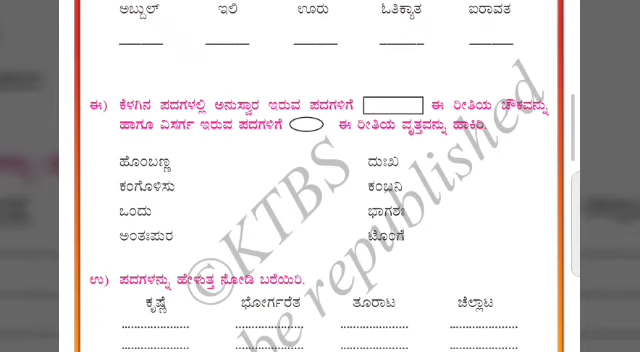 ಅಬ್ದುಲ್ ಇಲಿ ಊರು ಓತಿಕ್ಯಾತ ಐರಾವತ
ಈ) ಕೆಳಗಿನ ಪದಗಳಲ್ಲಿ ಅನುಸ್ವಾರ ಇರುವ ಪದಗಳಿಗೆ ಈ ರೀತಿಯ ಚೌಕವನ್ನು
ಹಾಗೂ ವಿಸರ್ಗ ಇರುವ ಪದಗಳಿಗೆ ಈ ರೀತಿಯ ವೃತ್ತವನ್ನು ಹಾಕಿರಿ.
ಹೊಂಬಣ್ಣ ದುಃಖ
ಕಂಗೊಳಿಸು ಕಂಬನಿ
ಒಂದು ಭಾಗಶಃ
ಅಂತಃಪುರ ಟೊಂಗೆ
ಉ) ಪದಗಳನ್ನು ಹೇಳುತ್ತ ನೋಡಿ ಬರೆಯಿರಿ.
ಕೃಷ್ಣೆ ಭೋರ್ಗರೆತ ತೂರಾಟ ಚೆಲ್ಲಾಟ
©KTBS
be republished